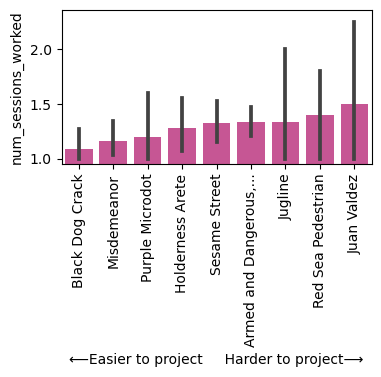 num_sessions_worked
2.0
1.5
1.0
Black Dog Crack
Misdemeanor
Purple Microdot
Holderness Arete
Sesame Street
Armed and Dangerous,...
Jugline
Red Sea Pedestrian
Juan Valdez
⟵Easier to project Harder to project⟶